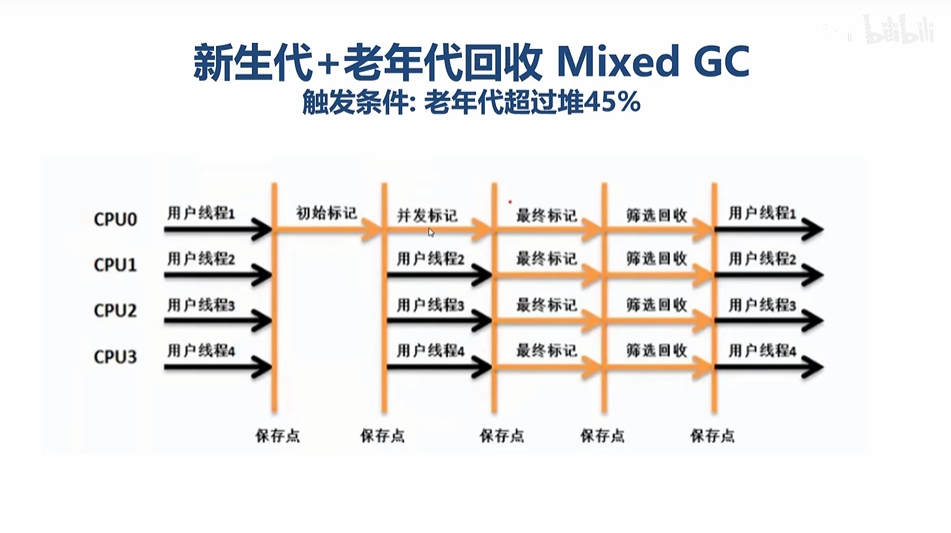 bilibili
新生代+老年代回收 Mixed GC
触发条件: 老年代超过堆45%
CPU0 用户线程1 初始标记 并发标记 最终标记 筛选回收 用户线程1
CPU1 用户线程2 用户线程2 最终标记 筛选回收 用户线程2
CPU2 用户线程3 用户线程3 最终标记 筛选回收 用户线程3
CPU3 用户线程4 用户线程4 最终标记 筛选回收 用户线程4
保存点 保存点 保存点 保存点 保存点